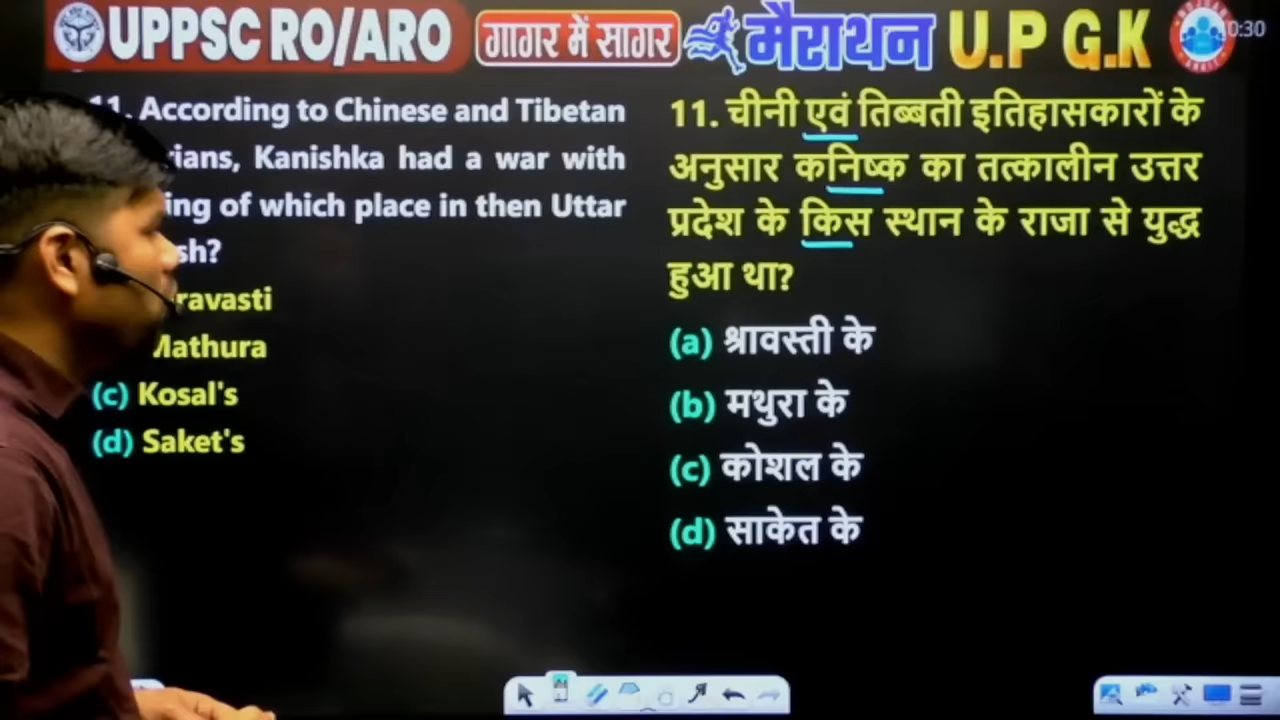 UPPSC RO/ARO गागर में सागर मैराथन U.P G.K
0:30
11. According to Chinese and Tibetan
rians, Kanishka had a war with
ing of which place in then Uttar
sh?
ravasti
Mathura
(c) Kosal's
(d) Saket's
11. चीनी एवं तिब्बती इतिहासकारों के
अनुसार कनिष्क का तत्कालीन उत्तर
प्रदेश के किस स्थान के राजा से युद्ध
हुआ था?
(a) श्रावस्ती के
(b) मथुरा के
(c) कोशल के
(d) साकेत के